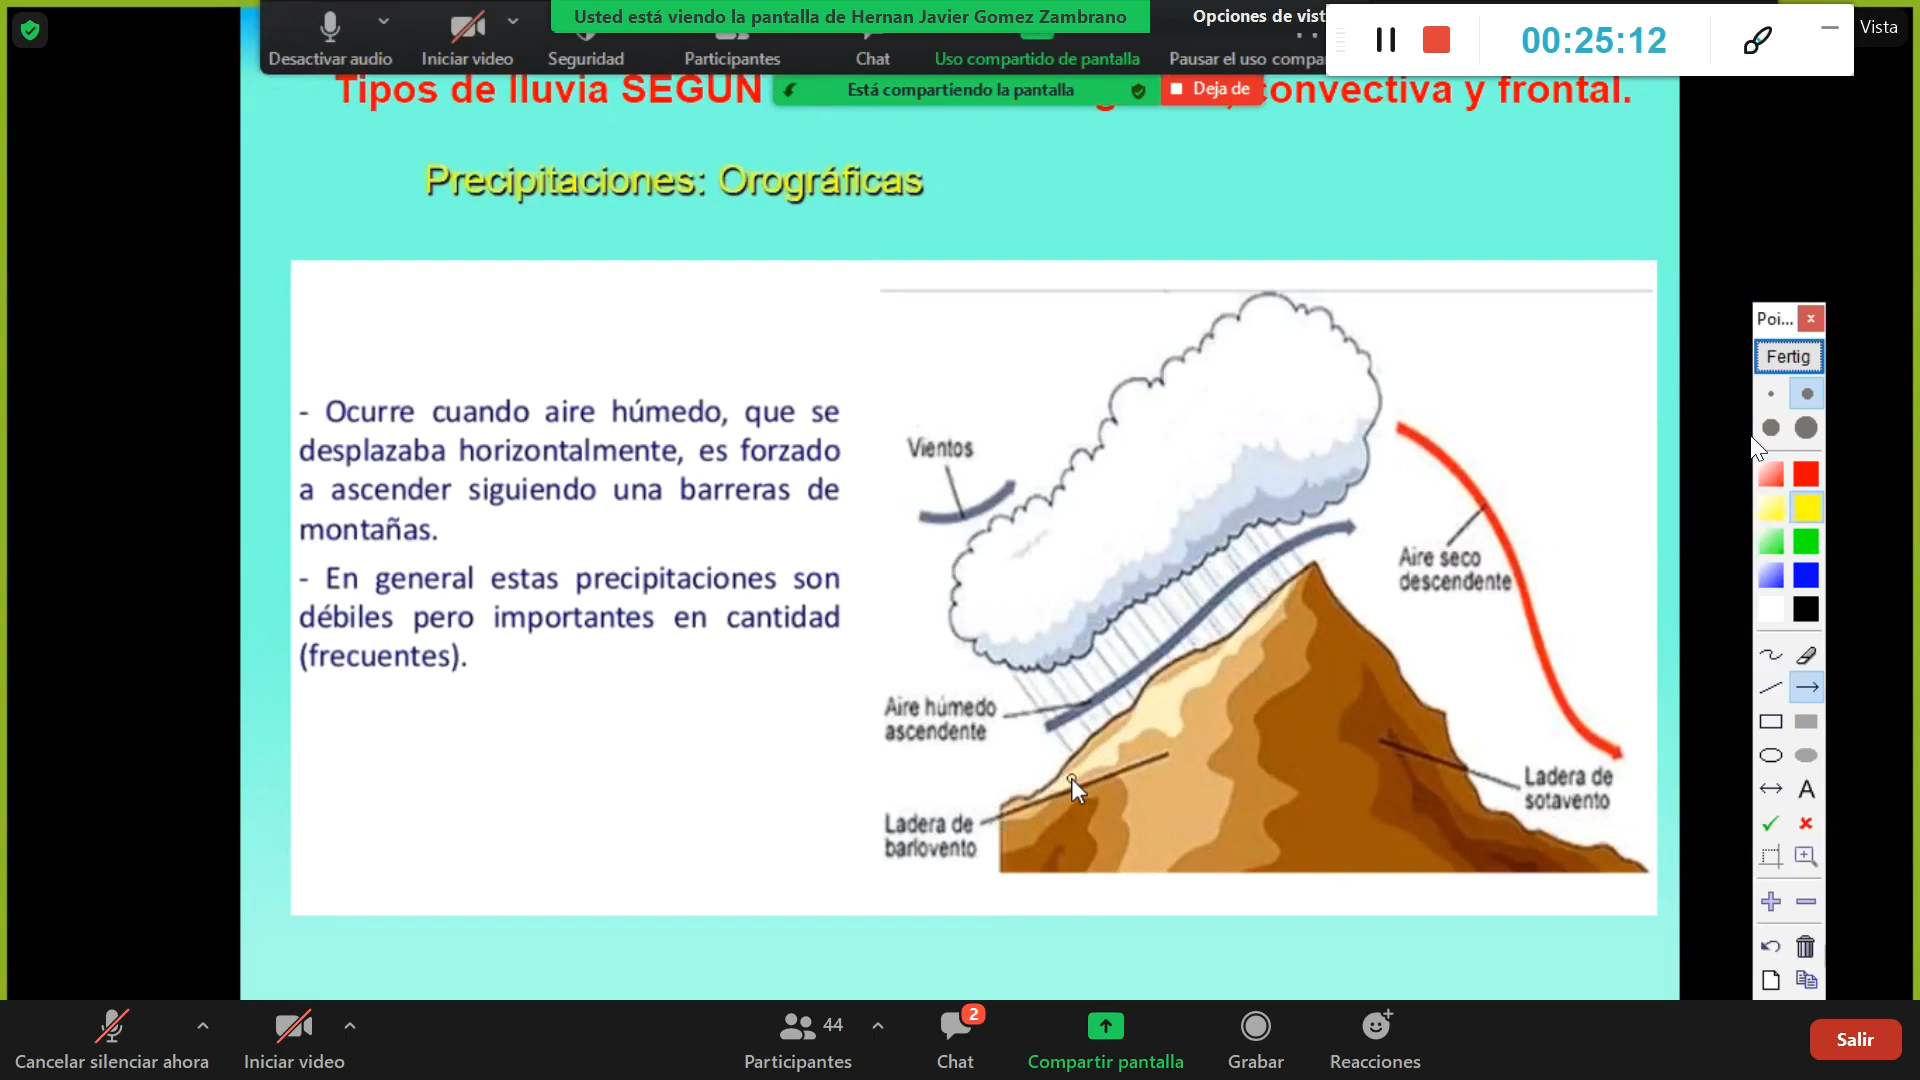 Usted está viendo la pantalla de Hernan Javier Gomez Zambrano
Opciones de vist
00:25:12
Vista
Desactivar audio
Iniciar video
Seguridad
Participantes
Chat
Uso compartido de pantalla
Pausar el uso compa
Tipos de lluvia SEGÚN
Está compartiendo la pantalla
Deja de
convectiva y frontal.
Precipitaciones: Orográficas
Poi...
Fertig
- Ocurre cuando aire húmedo, que se
desplazaba horizontalmente, es forzado
a ascender siguiendo una barreras de
montañas.
- En general estas precipitaciones son
débiles pero importantes en cantidad
(frecuentes).
Vientos
Aire seco
descendente
Aire húmedo
ascendente
Ladera de
sotavento
Ladera de
barlovento
A
Cancelar silenciar ahora
Iniciar video
44
Participantes
2
Chat
Compartir pantalla
Grabar
Reacciones
Salir